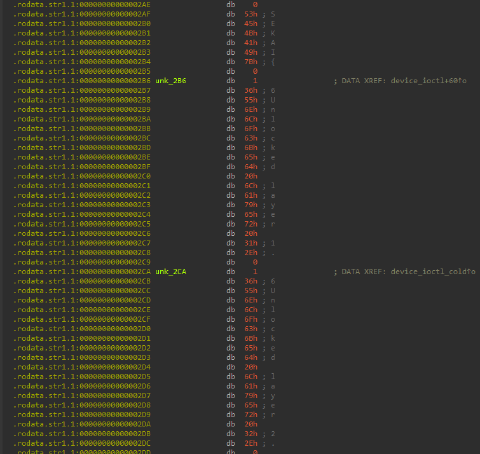 .rodata.str1.1:00000000000002AE db 0
.rodata.str1.1:00000000000002AF db 53h ; S
.rodata.str1.1:00000000000002B0 db 45h ; E
.rodata.str1.1:00000000000002B1 db 4Bh ; K
.rodata.str1.1:00000000000002B2 db 41h ; A
.rodata.str1.1:00000000000002B3 db 49h ; I
.rodata.str1.1:00000000000002B4 db 7Bh ; {
.rodata.str1.1:00000000000002B5 db 0
.rodata.str1.1:00000000000002B6 unk_2B6 db 1 ; DATA XREF: device_ioctl+60↑o
.rodata.str1.1:00000000000002B7 db 36h ; 6
.rodata.str1.1:00000000000002B8 db 55h ; U
.rodata.str1.1:00000000000002B9 db 6Eh ; n
.rodata.str1.1:00000000000002BA db 6Ch ; l
.rodata.str1.1:00000000000002BB db 6Fh ; o
.rodata.str1.1:00000000000002BC db 63h ; c
.rodata.str1.1:00000000000002BD db 6Bh ; k
.rodata.str1.1:00000000000002BE db 65h ; e
.rodata.str1.1:00000000000002BF db 64h ; d
.rodata.str1.1:00000000000002C0 db 20h
.rodata.str1.1:00000000000002C1 db 6Ch ; l
.rodata.str1.1:00000000000002C2 db 61h ; a
.rodata.str1.1:00000000000002C3 db 79h ; y
.rodata.str1.1:00000000000002C4 db 65h ; e
.rodata.str1.1:00000000000002C5 db 72h ; r
.rodata.str1.1:00000000000002C6 db 20h
.rodata.str1.1:00000000000002C7 db 31h ; 1
.rodata.str1.1:00000000000002C8 db 2Eh ; .
.rodata.str1.1:00000000000002C9 db 0
.rodata.str1.1:00000000000002CA unk_2CA db 1 ; DATA XREF: device_ioctl_cold↑o
.rodata.str1.1:00000000000002CB db 36h ; 6
.rodata.str1.1:00000000000002CC db 55h ; U
.rodata.str1.1:00000000000002CD db 6Eh ; n
.rodata.str1.1:00000000000002CE db 6Ch ; l
.rodata.str1.1:00000000000002CF db 6Fh ; o
.rodata.str1.1:00000000000002D0 db 63h ; c
.rodata.str1.1:00000000000002D1 db 6Bh ; k
.rodata.str1.1:00000000000002D2 db 65h ; e
.rodata.str1.1:00000000000002D3 db 64h ; d
.rodata.str1.1:00000000000002D4 db 20h
.rodata.str1.1:00000000000002D5 db 6Ch ; l
.rodata.str1.1:00000000000002D6 db 61h ; a
.rodata.str1.1:00000000000002D7 db 79h ; y
.rodata.str1.1:00000000000002D8 db 65h ; e
.rodata.str1.1:00000000000002D9 db 72h ; r
.rodata.str1.1:00000000000002DA db 20h
.rodata.str1.1:00000000000002DB db 32h ; 2
.rodata.str1.1:00000000000002DC db 2Eh ; .
.rodata.str1.1:00000000000002DD db 0